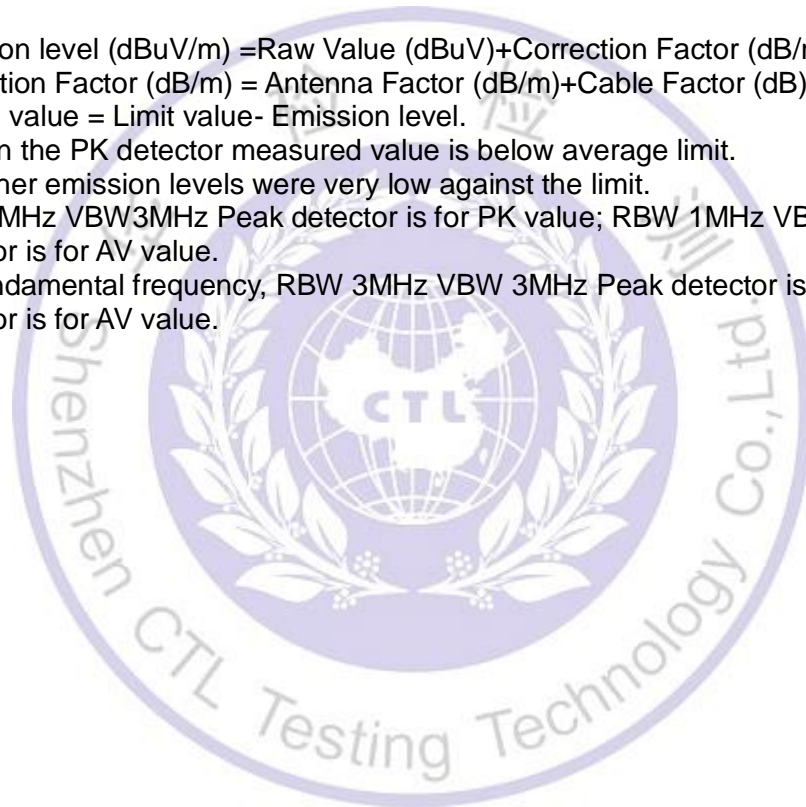 on level (dBuV/m) =Raw Value (dBuV)+Correction Factor (dB/m
tion Factor (dB/m) = Antenna Factor (dB/m)+Cable Factor (dB)
value = Limit value- Emission level.
n the PK detector measured value is below average limit.
ner emission levels were very low against the limit.
MHz VBW3MHz Peak detector is for PK value; RBW 1MHz VB
or is for AV value.
ndamental frequency, RBW 3MHz VBW 3MHz Peak detector is
or is for AV value.
检 测
CTL
Shenzhen CTL Testing Technology Co.,Ltd.